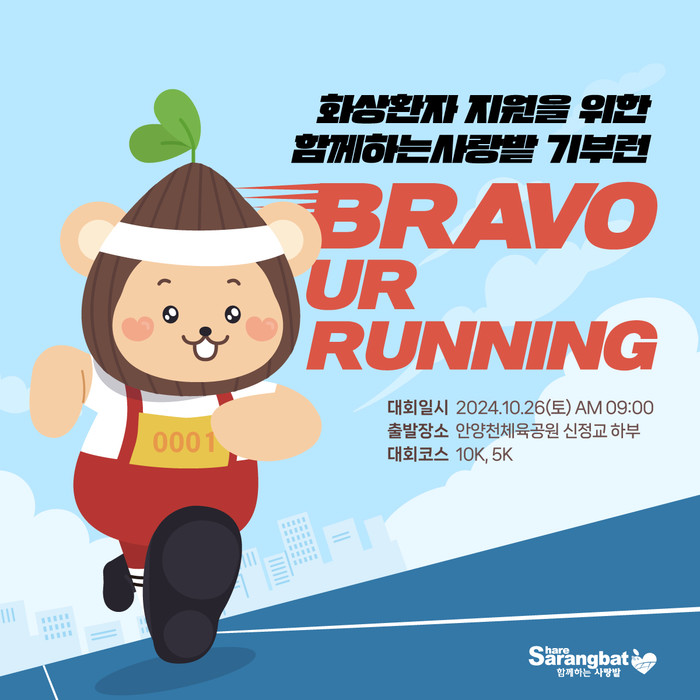 화상환자 지원을 위한
함께하는사랑밭 기부런
BRAVO
UR
RUNNING
대회일시 2024.10.26(토) AM 09:00
출발장소 안양천체육공원 신정교 하부
대회코스 10K, 5K
0001
Share
Sarangbat
함께하는 사랑밭